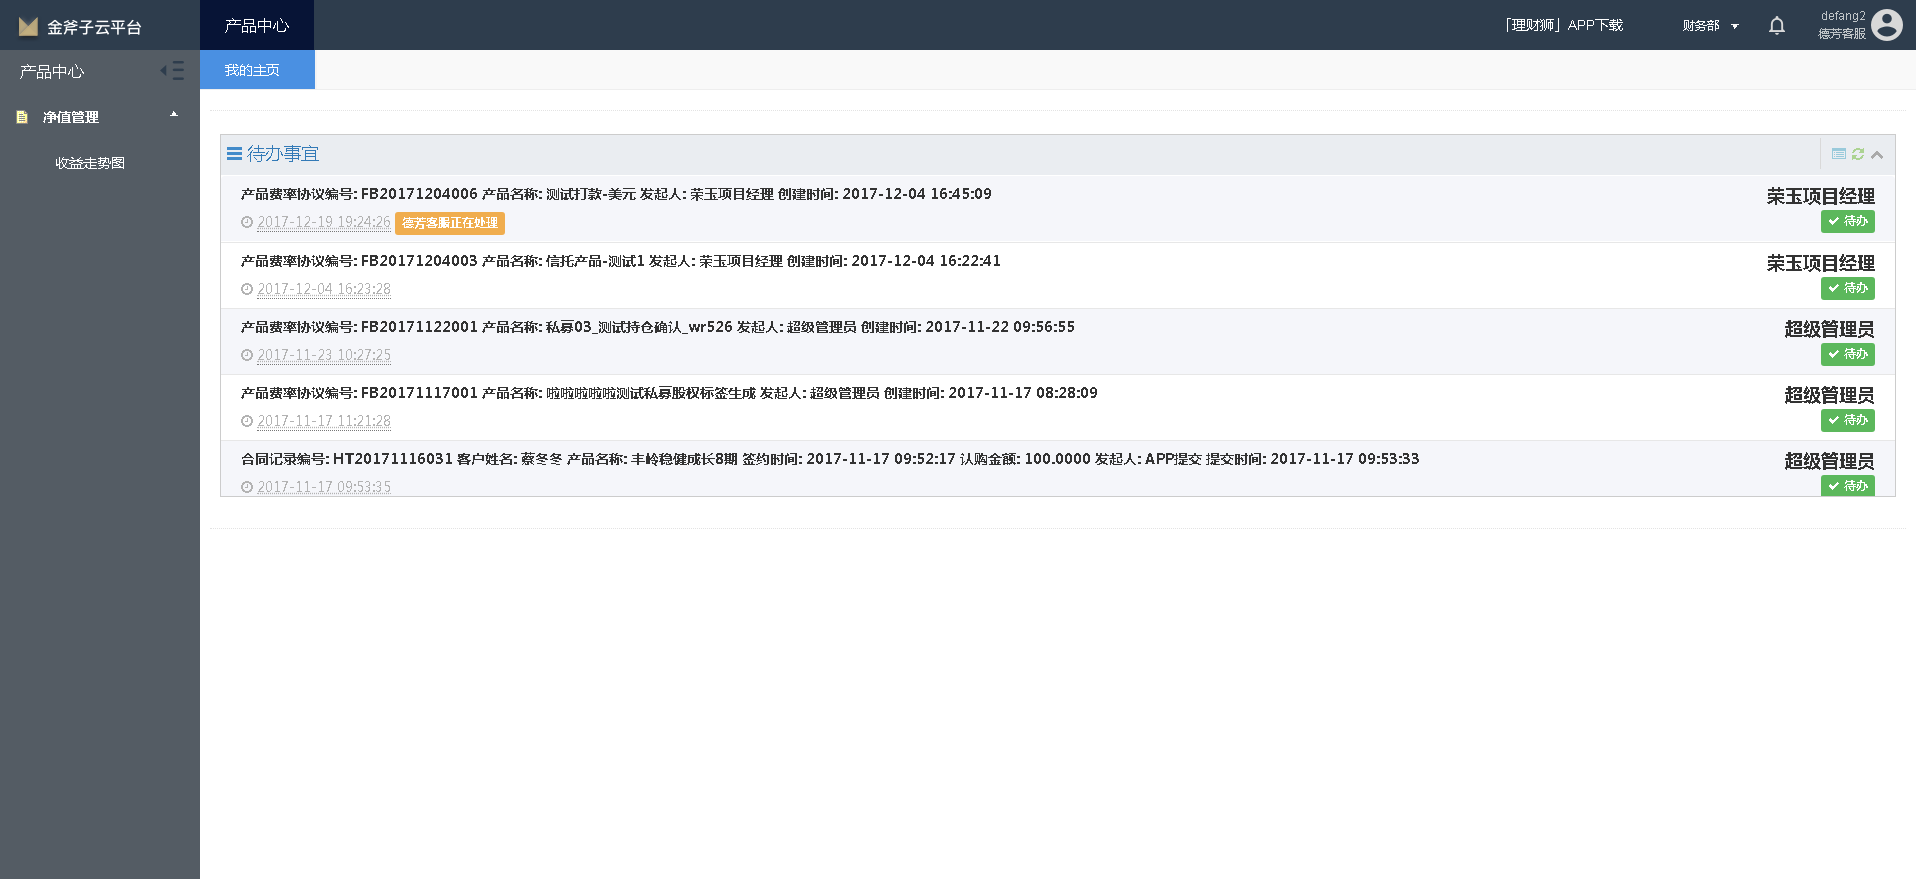 金斧子云平台
产品中心
「理财狮」APP下载
财务部
defang2
德芳客服
产品中心
我的主页
净值管理
收益走势图
待办事宜
产品费率协议编号: FB20171204006 产品名称: 测试打款-美元 发起人: 荣玉项目经理 创建时间: 2017-12-04 16:45:09
荣玉项目经理
2017-12-19 19:24:26 德芳客服正在处理
待办
产品费率协议编号: FB20171204003 产品名称: 信托产品-测试1 发起人: 荣玉项目经理 创建时间: 2017-12-04 16:22:41
荣玉项目经理
2017-12-04 16:23:28
待办
产品费率协议编号: FB20171122001 产品名称: 私募03_测试持仓确认_wr526 发起人: 超级管理员 创建时间: 2017-11-22 09:56:55
超级管理员
2017-11-23 10:27:25
待办
产品费率协议编号: FB20171117001 产品名称: 啦啦啦啦啦测试私募股权标签生成 发起人: 超级管理员 创建时间: 2017-11-17 08:28:09
超级管理员
2017-11-17 11:21:28
待办
合同记录编号: HT20171116031 客户姓名: 蔡冬冬 产品名称: 丰岭稳健成长8期 签约时间: 2017-11-17 09:52:17 认购金额: 100.0000 发起人: APP提交 提交时间: 2017-11-17 09:53:33
超级管理员
2017-11-17 09:53:35
待办